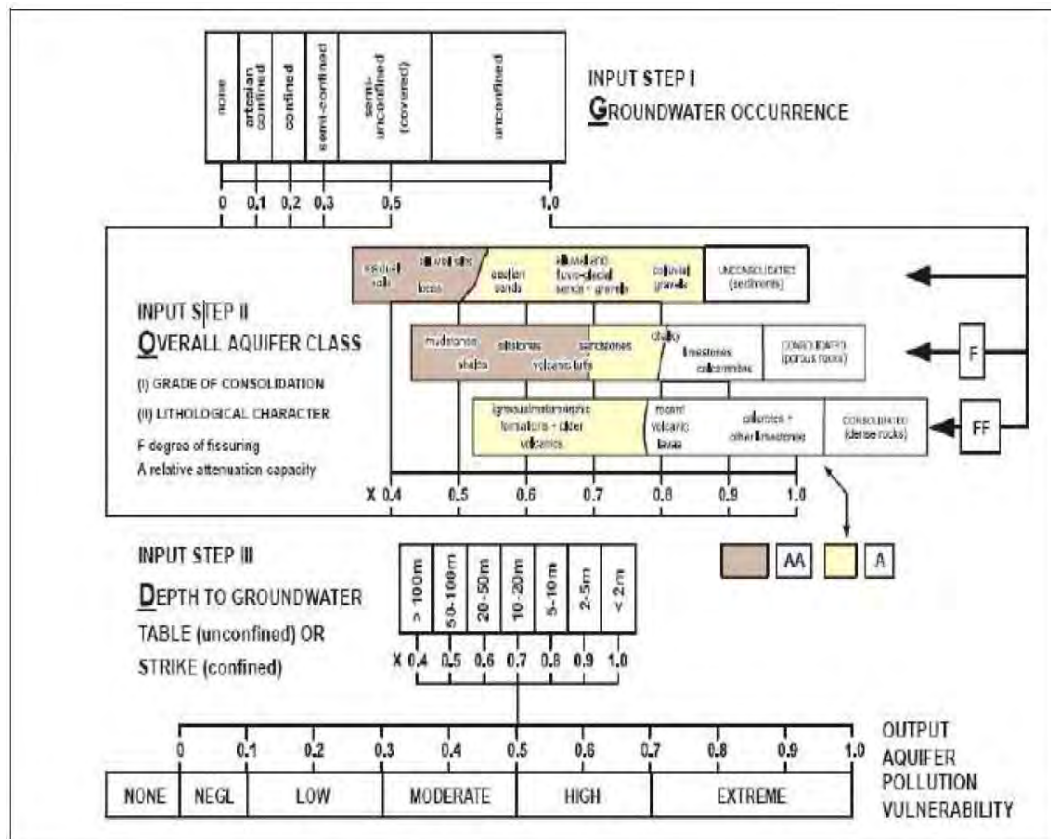 none
artesian
confined
confined
semi-confined
semi-
unconfined
(covered)
unconfined
INPUT STEP I
GROUNDWATER OCCURRENCE
0 0.1 0.2 0.3 0.5 1.0
INPUT STEP II
OVERALL AQUIFER CLASS
(I) GRADE OF CONSOLIDATION
(II) LITHOLOGICAL CHARACTER
F degree of fissuring
A relative attenuation capacity
residual
soils
alluvial silts
loess
aeolian
sands
alluvial and
fluvio-glacial
sands + gravels
colluvial
gravels
UNCONSOLIDATED
(sediments)
mudstones
shales
siltstones
volcanic tuffs
sandstones
chalky
limestones
calcarenites
CONSOLIDATED
(porous rocks)
F
igneous/metamorphic
formations + older
volcanics
recent
volcanic
lavas
calcretes +
other limestones
CONSOLIDATED
(dense rocks)
FF
X 0.4 0.5 0.6 0.7 0.8 0.9 1.0
AA
A
INPUT STEP III
DEPTH TO GROUNDWATER
TABLE (unconfined) OR
STRIKE (confined)
> 100m
50-100m
20-50m
10-20m
5-10m
2-5m
< 2m
X 0.4 0.5 0.6 0.7 0.8 0.9 1.0
0 0.1 0.2 0.3 0.4 0.5 0.6 0.7 0.8 0.9 1.0
NONE NEGL LOW MODERATE HIGH EXTREME
OUTPUT
AQUIFER
POLLUTION
VULNERABILITY